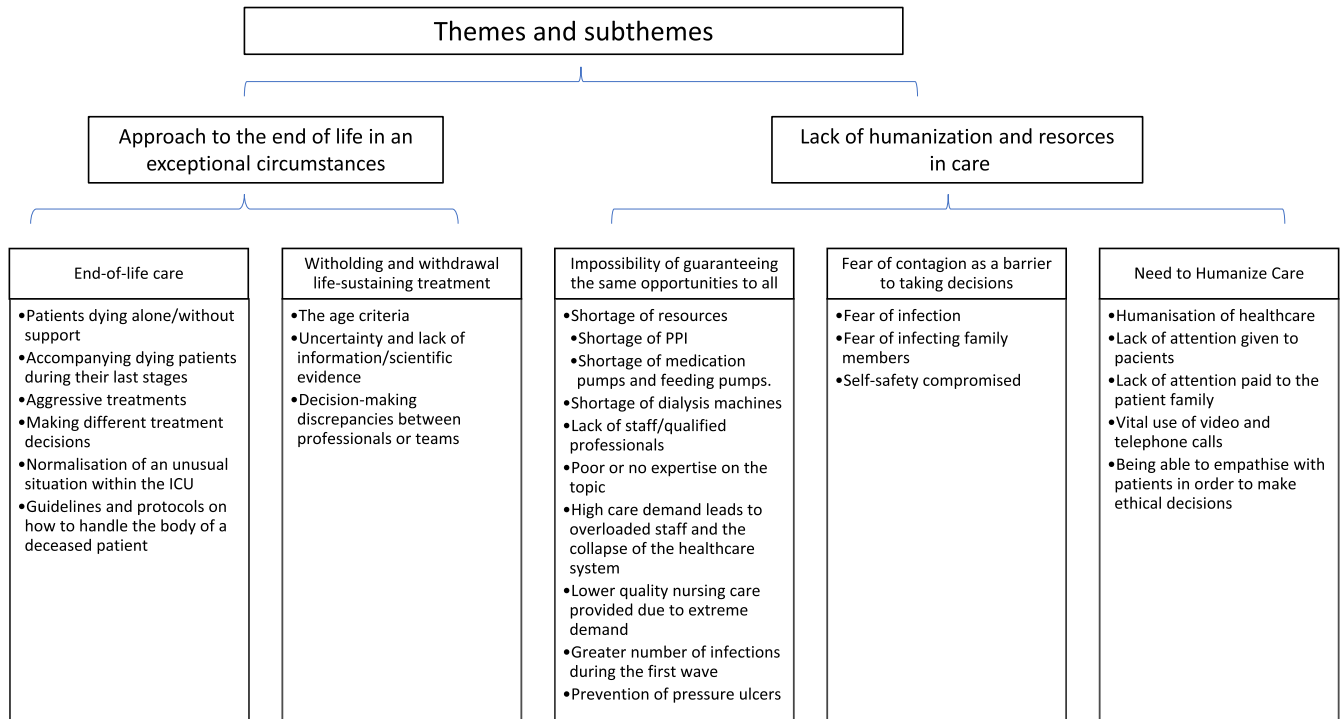 Themes and subthemes
Approach to the end of life in an
exceptional circumstances
Lack of humanization and resorces
in care
End-of-life care
•Patients dying alone/without
support
•Accompanying dying patients
during their last stages
•Aggressive treatments
•Making different treatment
decisions
•Normalisation of an unusual
situation within the ICU
•Guidelines and protocols on
how to handle the body of a
deceased patient
Witholding and withdrawal
life-sustaining treatment
•The age criteria
•Uncertainty and lack of
information/scientific
evidence
•Decision-making
discrepancies between
professionals or teams
Impossibility of guaranteeing
the same opportunities to all
•Shortage of resources
•Shortage of PPI
•Shortage of medication
pumps and feeding pumps.
•Shortage of dialysis machines
•Lack of staff/qualified
professionals
•Poor or no expertise on the
topic
•High care demand leads to
overloaded staff and the
collapse of the healthcare
system
•Lower quality nursing care
provided due to extreme
demand
•Greater number of infections
during the first wave
•Prevention of pressure ulcers
Fear of contagion as a barrier
to taking decisions
•Fear of infection
•Fear of infecting family
members
•Self-safety compromised
Need to Humanize Care
•Humanisation of healthcare
•Lack of attention given to
pacients
•Lack of attention paid to the
patient family
•Vital use of video and
telephone calls
•Being able to empathise with
patients in order to make
ethical decisions